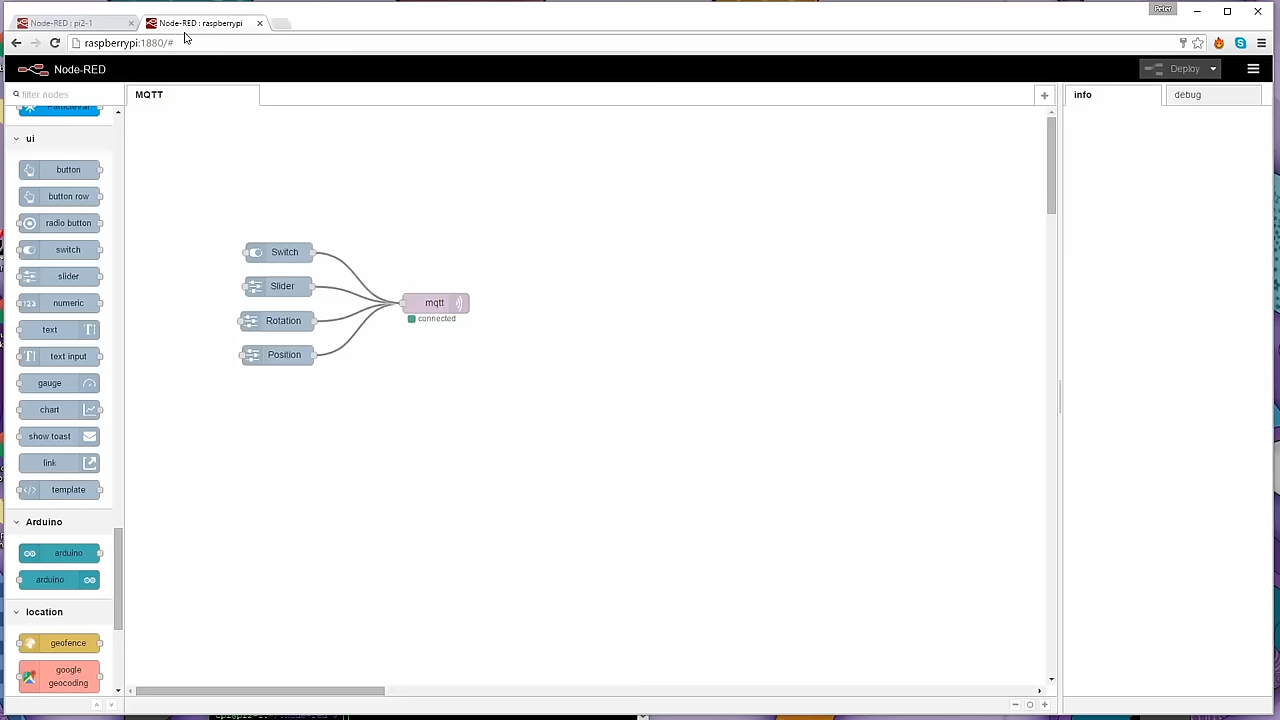 Peter
Node-RED : pi2-1
Node-RED : raspberrypi
raspberrypi:1880/#
Node-RED
Deploy
filter nodes
MQTT
info
debug
ui
button
button row
radio button
switch
slider
numeric
text
text input
gauge
chart
show toast
link
template
Arduino
arduino
arduino
location
geofence
google
geocoding
Switch
Slider
Rotation
Position
mqtt
connected